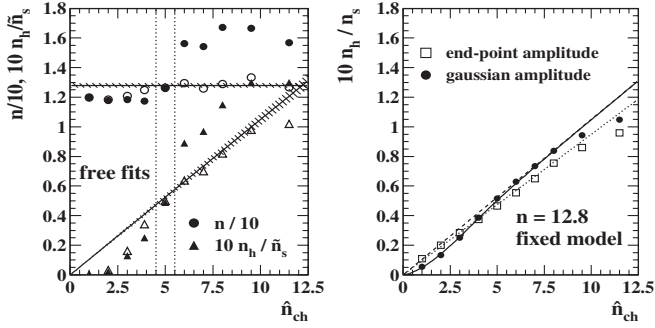 n/10, 10 n_h/ñ_s
1.8
1.6
1.4
1.2
1
0.8
0.6
0.4
0.2
0
free fits
n / 10
10 n_h / ñ_s
0 2.5 5 7.5 10 12.5
n̂_ch
10 n_h / n_s
1.8
1.6
1.4
1.2
1
0.8
0.6
0.4
0.2
0
end-point amplitude
gaussian amplitude
n = 12.8
fixed model
0 2.5 5 7.5 10 12.5
n̂_ch